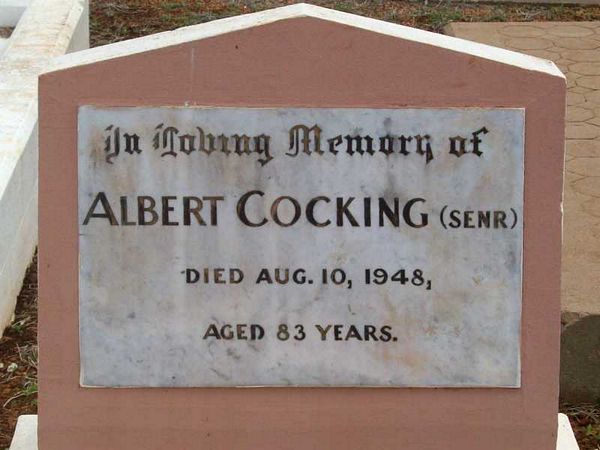 In Loving Memory of
ALBERT COCKING (SENR)
DIED AUG. 10, 1948,
AGED 83 YEARS.